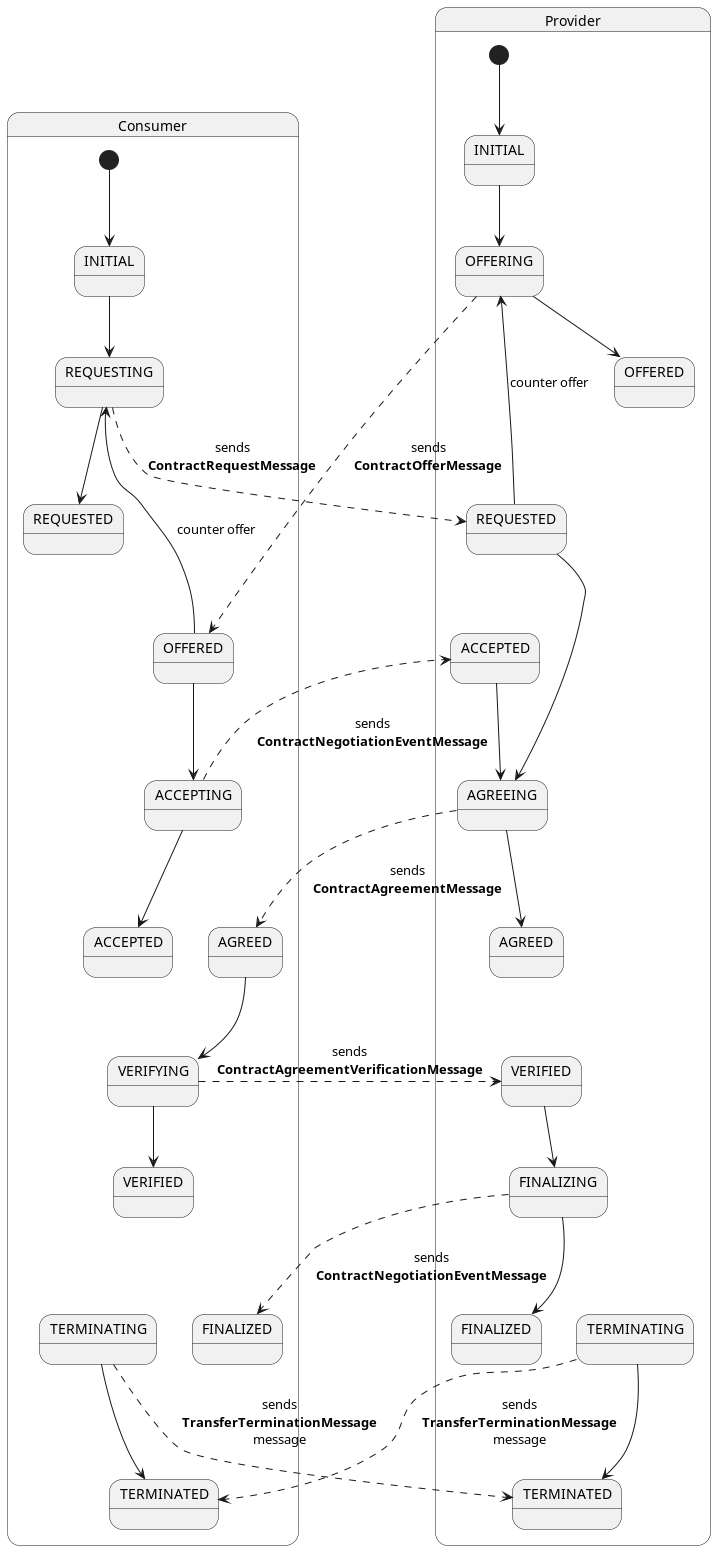 Provider
Consumer
INITIAL
INITIAL
OFFERING
REQUESTING
OFFERED
counter offer
sends
ContractRequestMessage
sends
ContractOfferMessage
REQUESTED
REQUESTED
counter offer
OFFERED
ACCEPTED
sends
ContractNegotiationEventMessage
ACCEPTING
AGREEING
sends
ContractAgreementMessage
ACCEPTED
AGREED
AGREED
sends
ContractAgreementVerificationMessage
VERIFYING
VERIFIED
VERIFIED
FINALIZING
sends
ContractNegotiationEventMessage
TERMINATING
FINALIZED
FINALIZED
TERMINATING
sends
TransferTerminationMessage
message
sends
TransferTerminationMessage
message
TERMINATED
TERMINATED